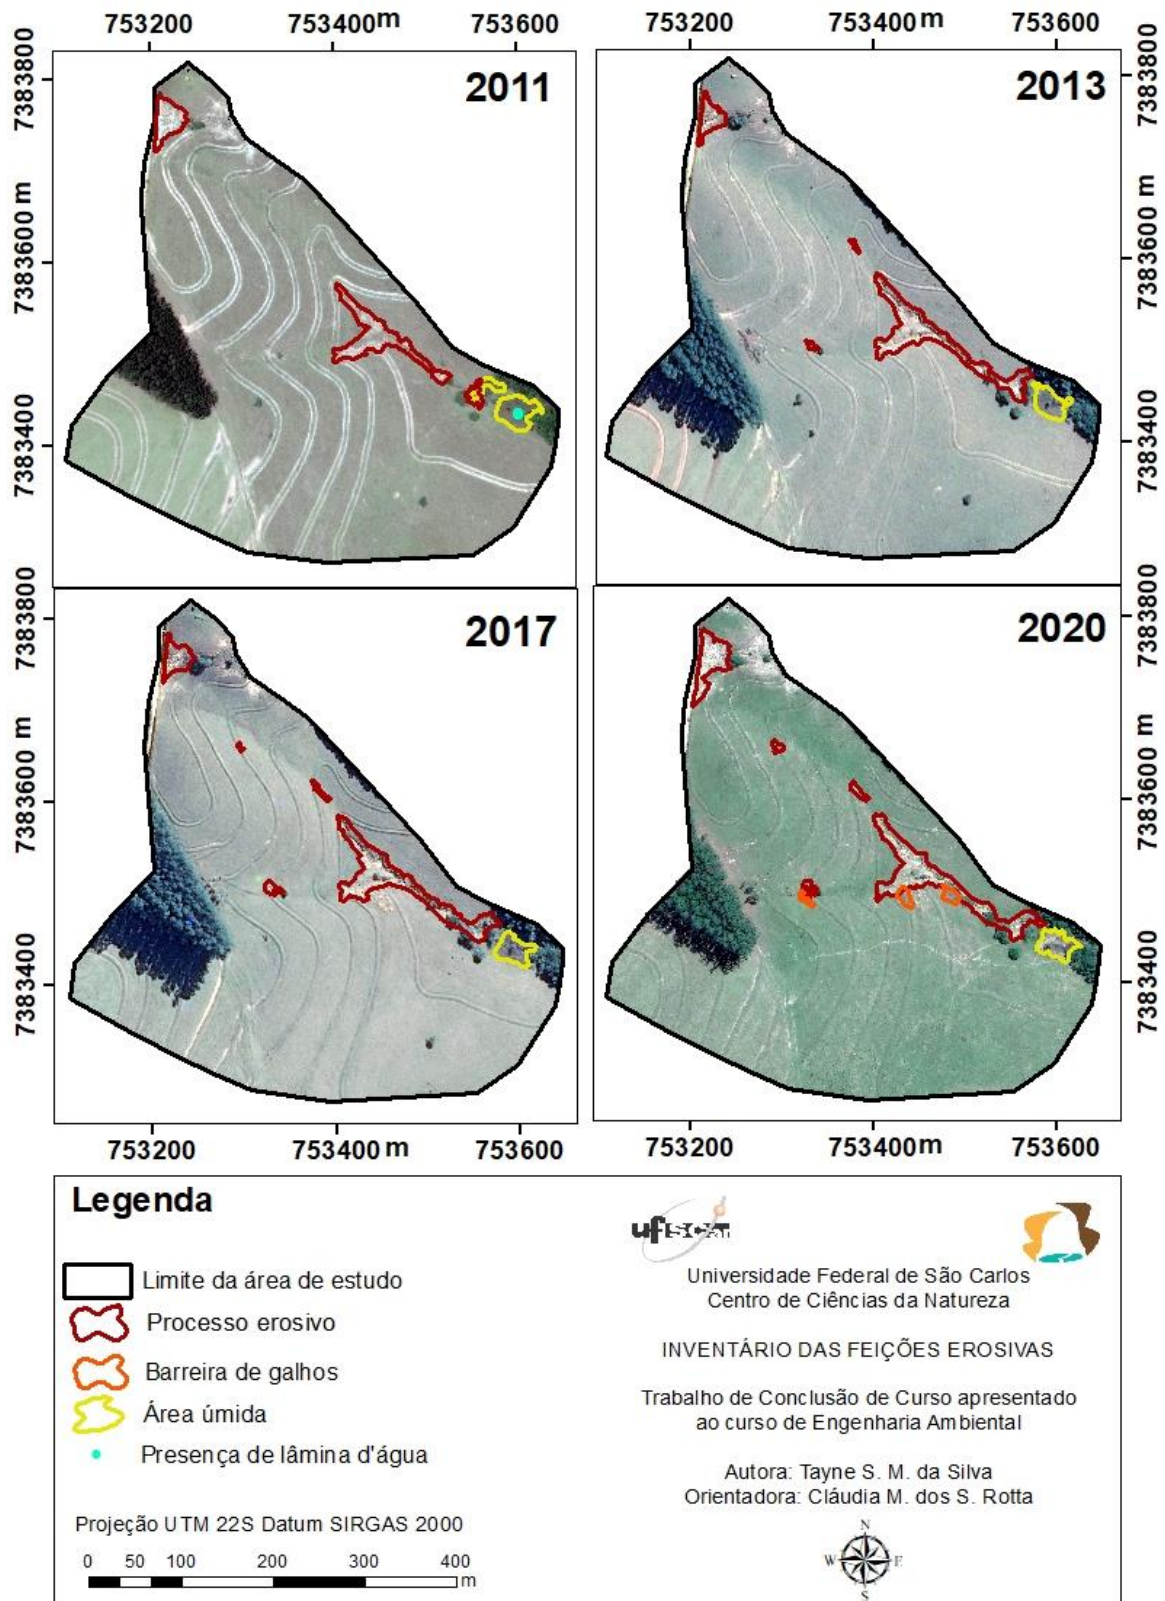 753200 753400 m 753600
753200 753400 m 753600
7383800
7383600 m
7383400
2011
2013
7383800
7383600 m
7383400
7383800
7383600 m
7383400
2017
2020
7383800
7383600 m
7383400
753200 753400 m 753600
753200 753400 m 753600
Legenda
Limite da área de estudo
Processo erosivo
Barreira de galhos
Área úmida
Presença de lâmina d'água
Projeção UTM 22S Datum SIRGAS 2000
0 50 100 200 300 400
m
Universidade Federal de São Carlos
Centro de Ciências da Natureza
INVENTÁRIO DAS FEIÇÕES EROSIVAS
Trabalho de Conclusão de Curso apresentado
ao curso de Engenharia Ambiental
Autora: Tayne S. M. da Silva
Orientadora: Cláudia M. dos S. Rotta
N
W E
S